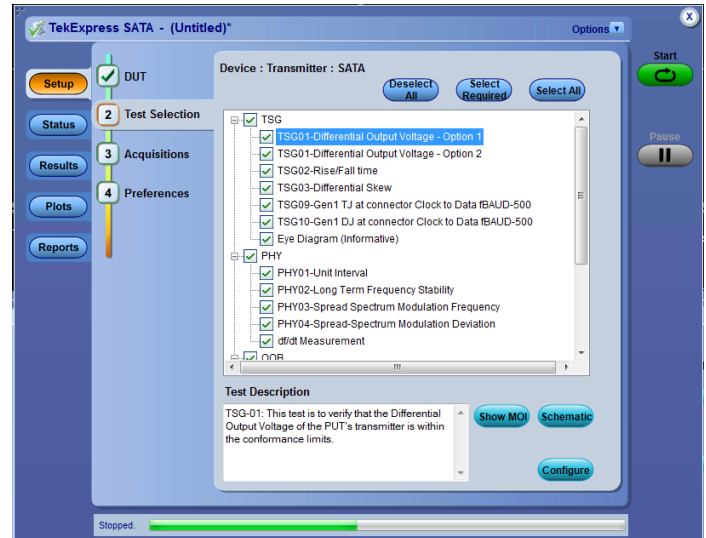 TekExpress SATA - (Untitled)*
Options
x
Setup
Status
Results
Plots
Reports
DUT
2 Test Selection
3 Acquisitions
4 Preferences
Device : Transmitter : SATA
Deselect All
Select Required
Select All
TSG
TSG01-Differential Output Voltage - Option 1
TSG01-Differential Output Voltage - Option 2
TSG02-Rise/Fall time
TSG03-Differential Skew
TSG09-Gen1 TJ at connector Clock to Data fBAUD-500
TSG10-Gen1 DJ at connector Clock to Data fBAUD-500
Eye Diagram (Informative)
PHY
PHY01-Unit Interval
PHY02-Long Term Frequency Stability
PHY03-Spread Spectrum Modulation Frequency
PHY04-Spread-Spectrum Modulation Deviation
df/dt Measurement
OOB
Test Description
TSG-01: This test is to verify that the Differential
Output Voltage of the PUT's transmitter is within
the conformance limits.
Show MOI
Schematic
Configure
Start
Pause
Stopped.